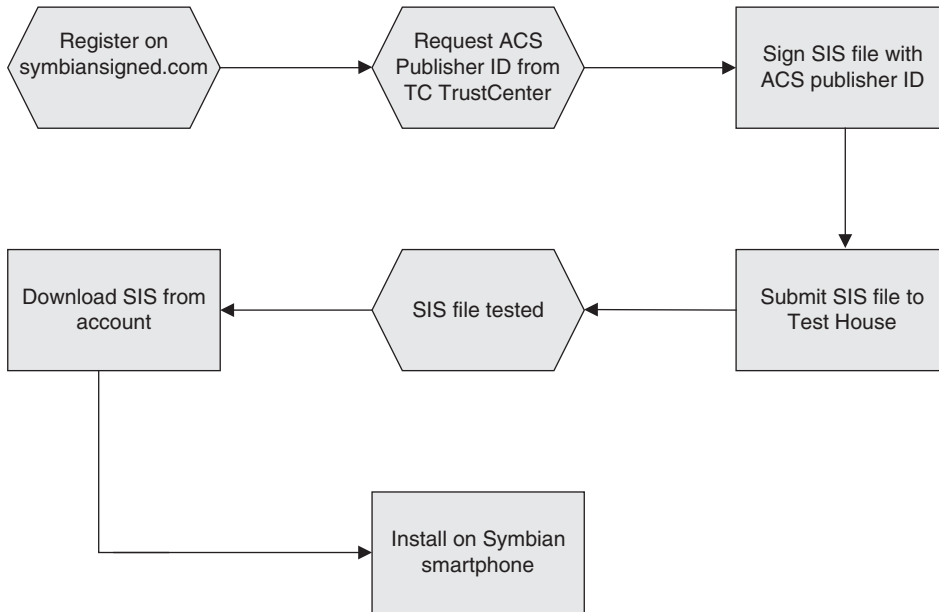 Register on
symbiansigned.com
Request ACS
Publisher ID from
TC TrustCenter
Sign SIS file with
ACS publisher ID
Submit SIS file to
Test House
SIS file tested
Download SIS from
account
Install on Symbian
smartphone